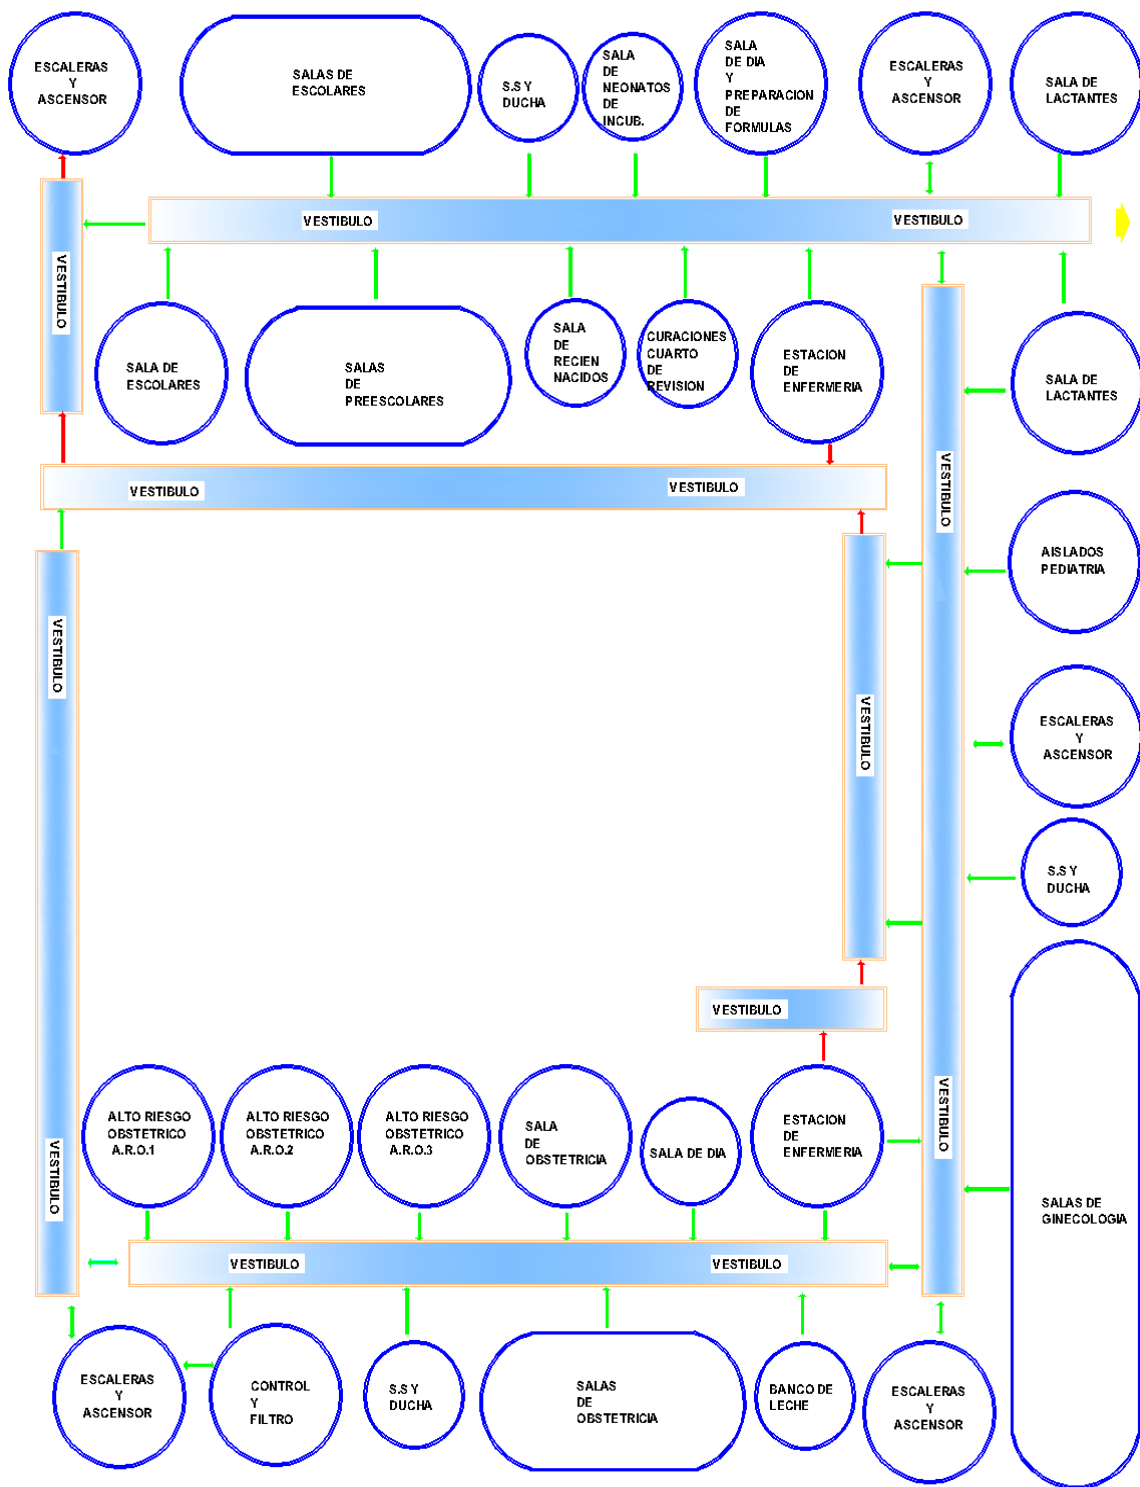 ESCALERAS
Y
ASCENSOR
SALAS DE
ESCOLARES
S.S Y
DUCHA
SALA
DE
NEONATOS
DE
INCUB.
SALA
DE DIA
Y
PREPARACION
DE
FORMULAS
ESCALERAS
Y
ASCENSOR
SALA DE
LACTANTES
VESTIBULO
VESTIBULO
VESTIBULO
SALA DE
ESCOLARES
SALAS
DE
PREESCOLARES
SALA
DE
RECIEN
NACIDOS
CURACIONES
CUARTO
DE
REVISION
ESTACION
DE
ENFERMERIA
SALA DE
LACTANTES
VESTIBULO
VESTIBULO
VESTIBULO
AISLADOS
PEDIATRIA
VESTIBULO
VESTIBULO
ESCALERAS
Y
ASCENSOR
S.S Y
DUCHA
VESTIBULO
ALTO RIESGO
OBSTETRICO
A.R.O.1
ALTO RIESGO
OBSTETRICO
A.R.O.2
ALTO RIESGO
OBSTETRICO
A.R.O.3
SALA
DE
OBSTETRICIA
SALA DE DIA
ESTACION
DE
ENFERMERIA
VESTIBULO
VESTIBULO
SALAS DE
GINECOLOGIA
VESTIBULO
VESTIBULO
ESCALERAS
Y
ASCENSOR
CONTROL
Y
FILTRO
S.S Y
DUCHA
SALAS
DE
OBSTETRICIA
BANCO DE
LECHE
ESCALERAS
Y
ASCENSOR